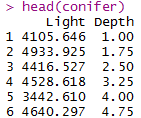 > head(conifer)
Light Depth
1 4105.646 1.00
2 4933.925 1.75
3 4416.527 2.50
4 4528.618 3.25
5 3442.610 4.00
6 4640.297 4.75